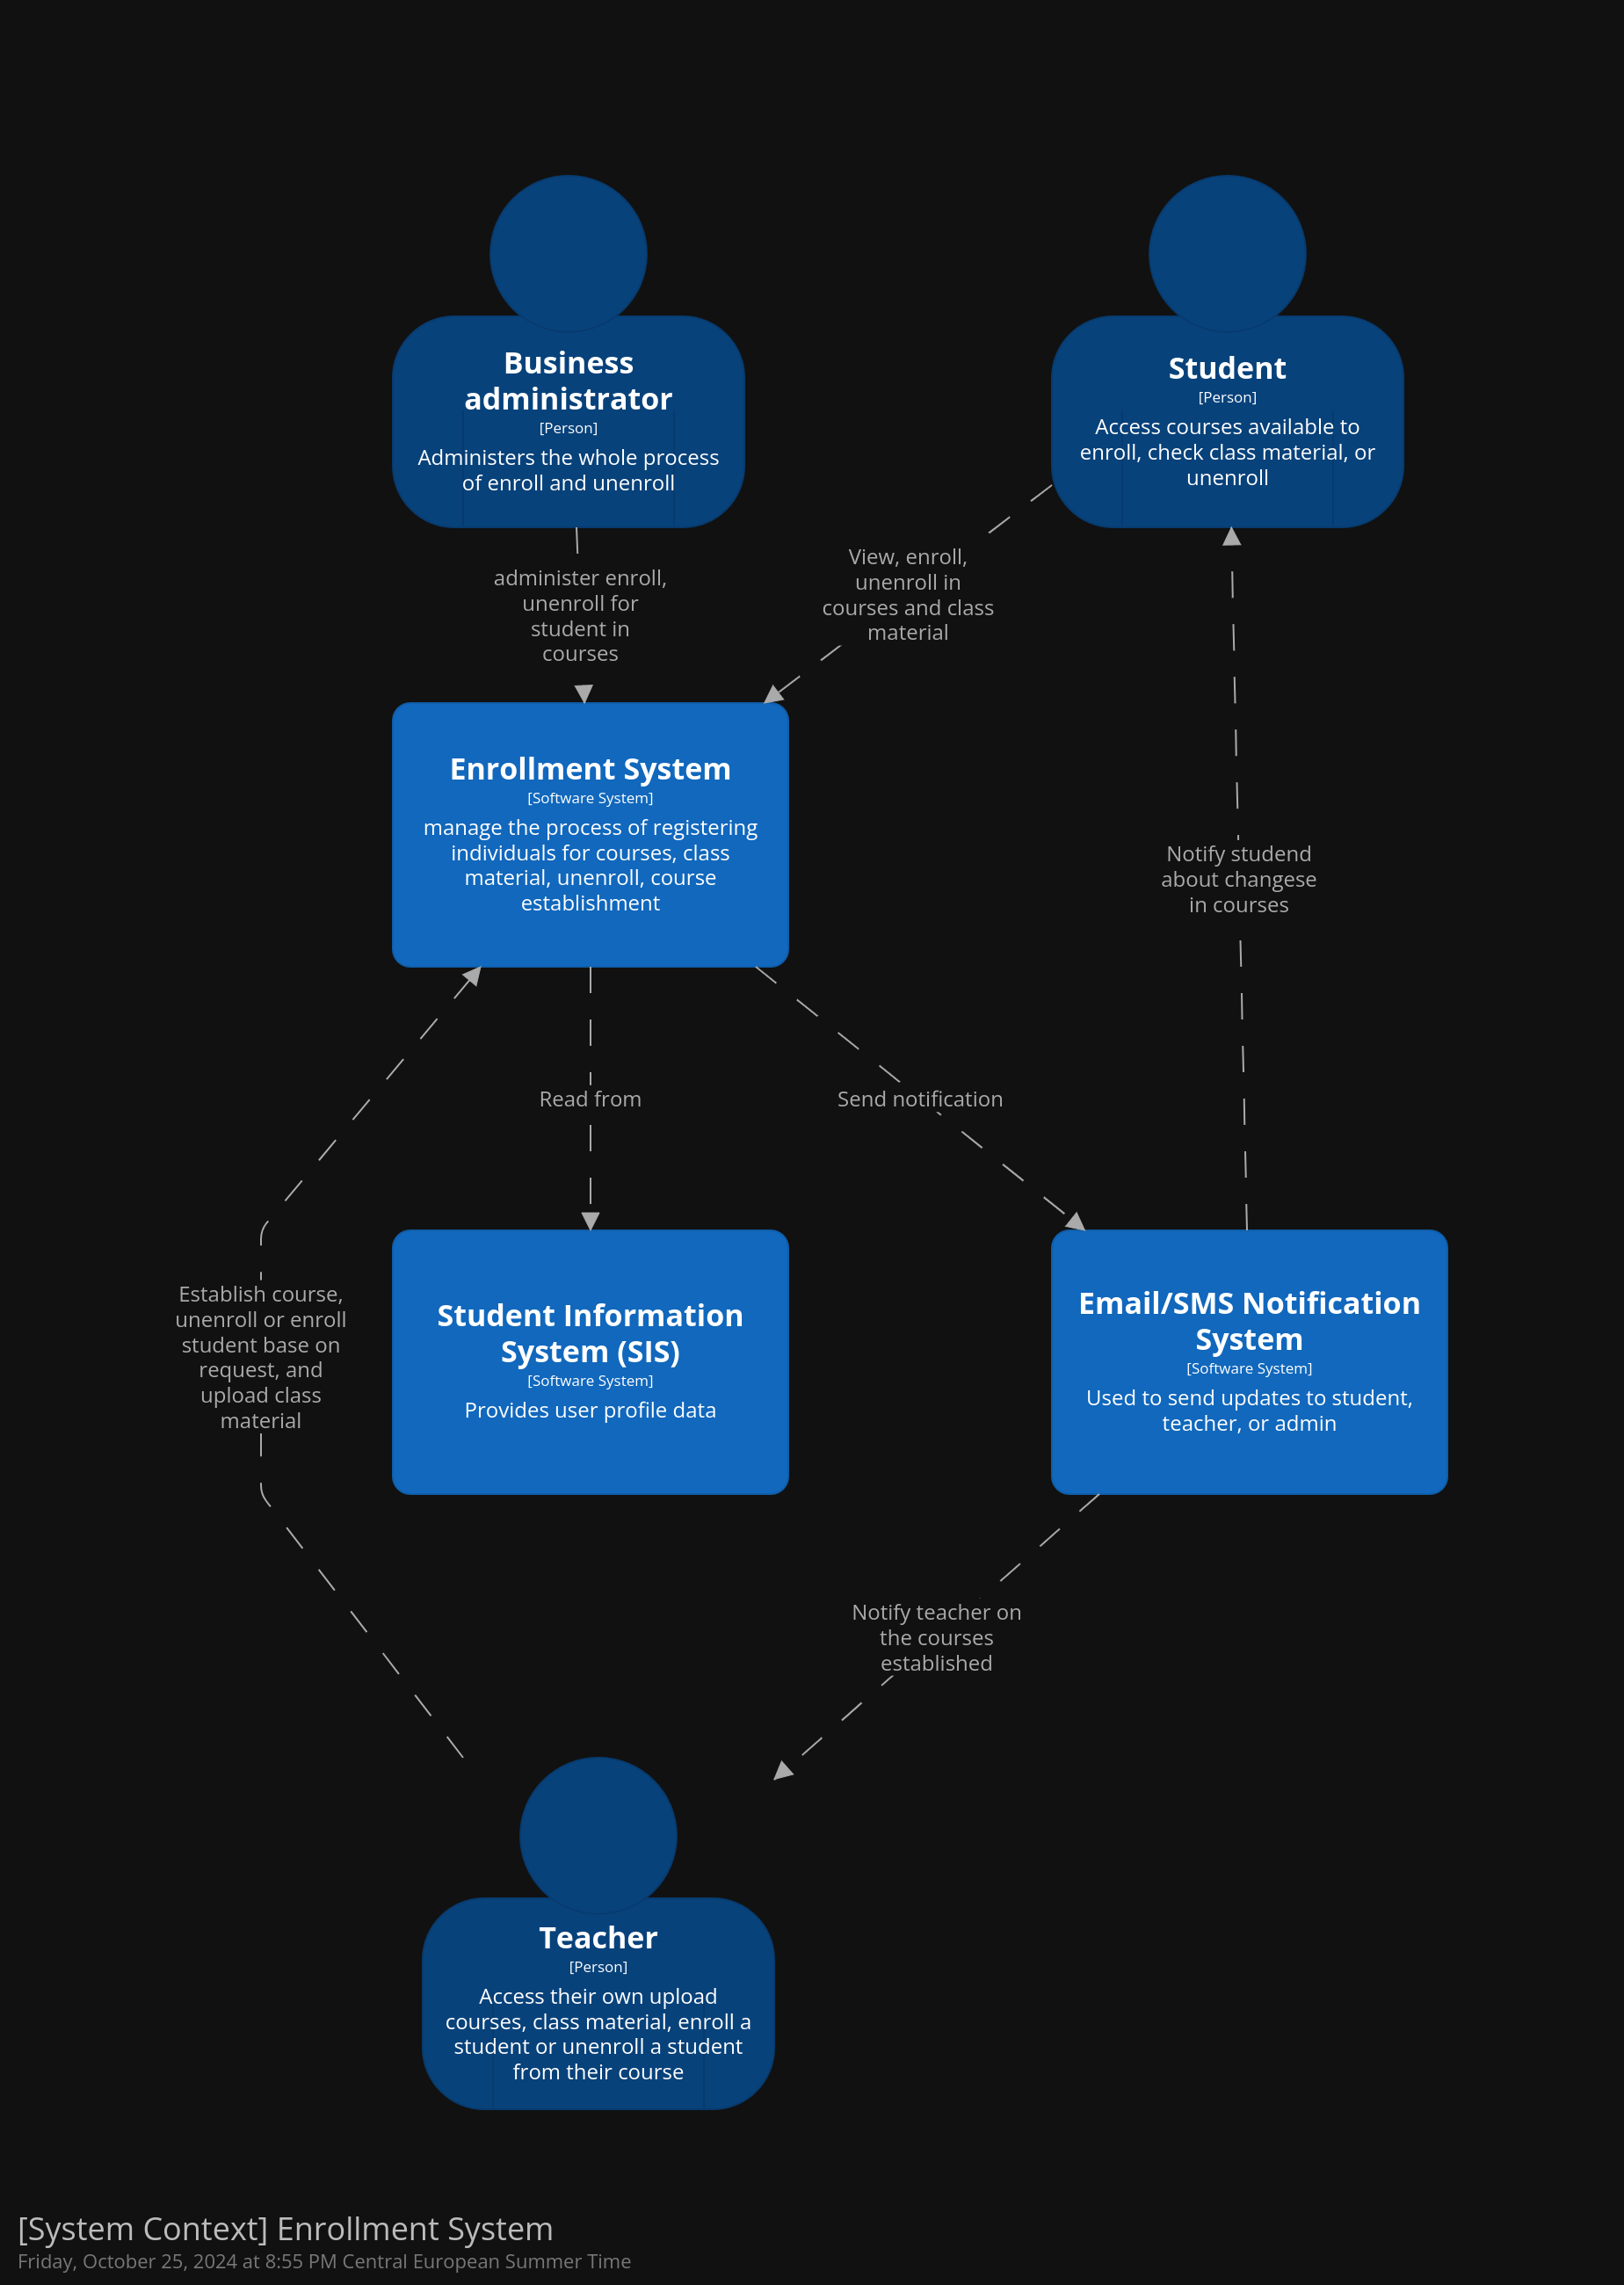 Business
administrator
[Person]
Administers the whole process
of enroll and unenroll
Student
[Person]
Access courses available to
enroll, check class material, or
unenroll
administer enroll,
unenroll for
student in
courses
View, enroll,
unenroll in
courses and class
material
Enrollment System
[Software System]
manage the process of registering
individuals for courses, class
material, unenroll, course
establishment
Notify studend
about changese
in courses
Read from
Send notification
Establish course,
unenroll or enroll
student base on
request, and
upload class
material
Student Information
System (SIS)
[Software System]
Provides user profile data
Email/SMS Notification
System
[Software System]
Used to send updates to student,
teacher, or admin
Notify teacher on
the courses
established
Teacher
[Person]
Access their own upload
courses, class material, enroll a
student or unenroll a student
from their course
[System Context] Enrollment System
Friday, October 25, 2024 at 8:55 PM Central European Summer Time